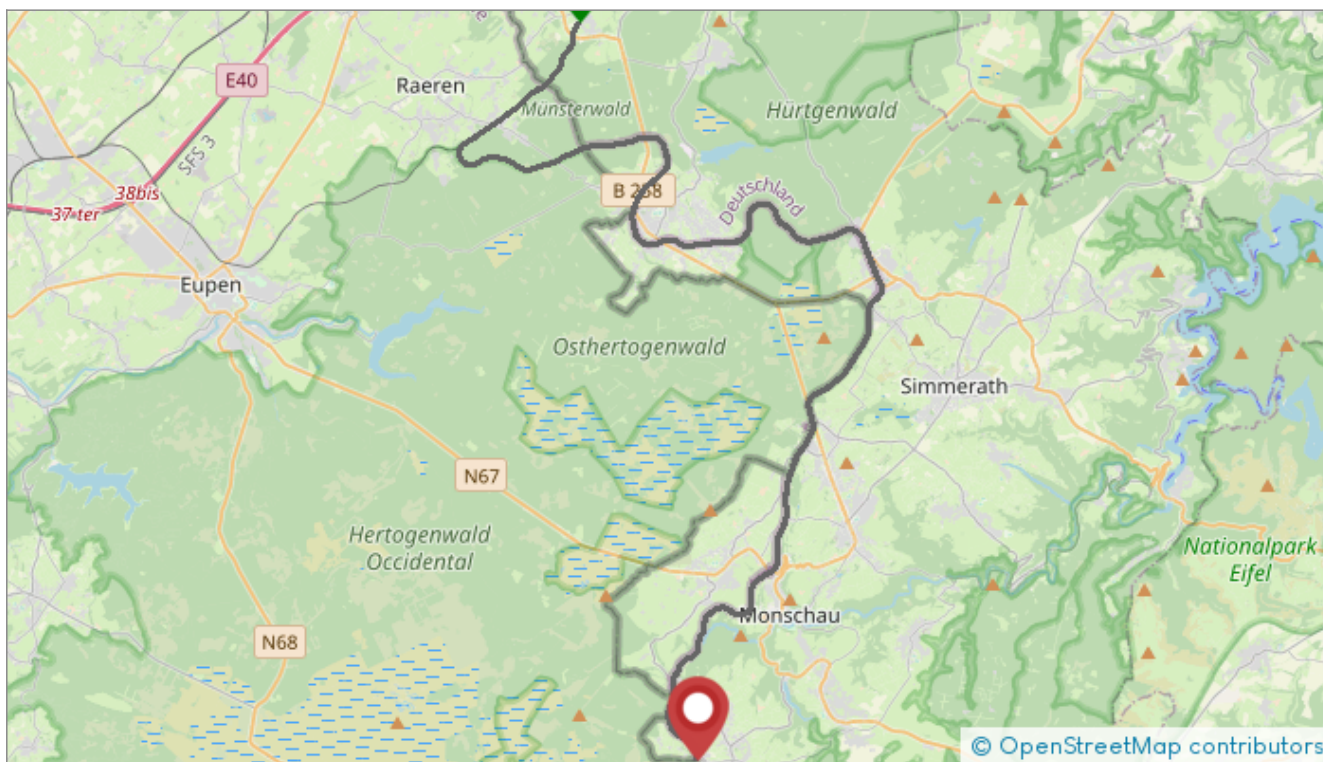 E40
Raeren
Münsterwald
Hürtgenwald
SFS 3
38bis
37 ter
B 258
Deutschland
Eupen
Osthertogenwald
Simmerath
N67
Hertogenwald
Occidental
Nationalpark
Eifel
Monschau
N68
© OpenStreetMap contributors